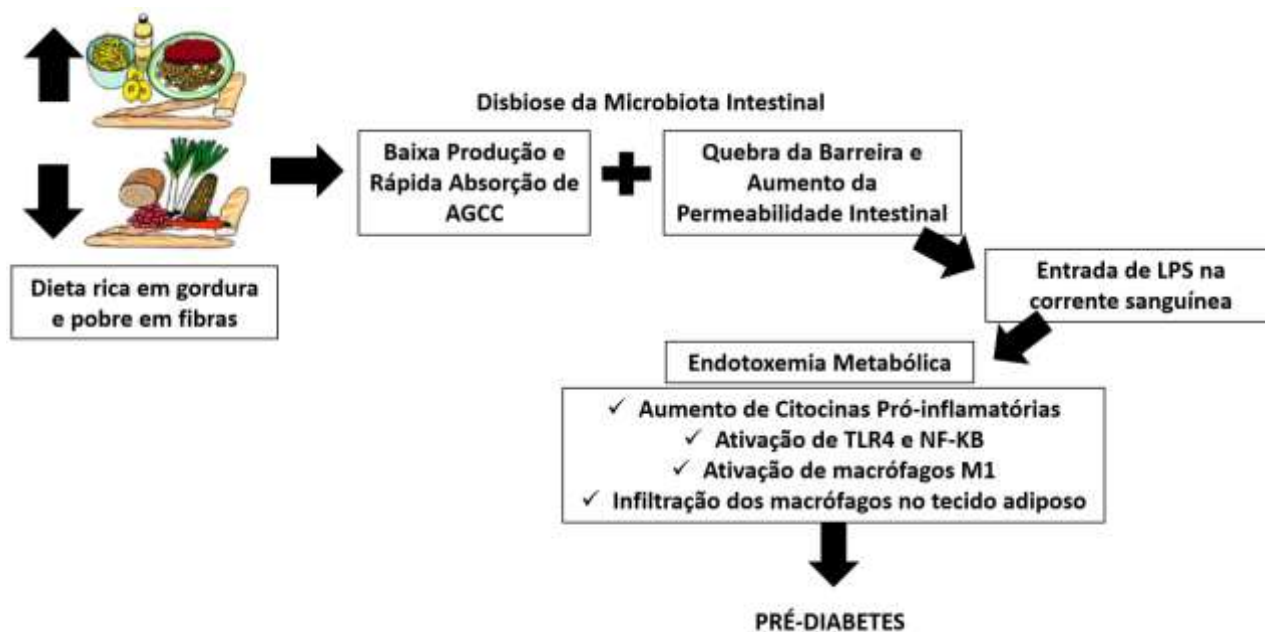 Disbiose da Microbiota Intestinal
Baixa Produção e
Rápida Absorção de
AGCC
Quebra da Barreira e
Aumento da
Permeabilidade Intestinal
Dieta rica em gordura
e pobre em fibras
Entrada de LPS na
corrente sanguínea
Endotoxemia Metabólica
✓ Aumento de Citocinas Pró-inflamatórias
✓ Ativação de TLR4 e NF-KB
✓ Ativação de macrófagos M1
✓ Infiltração dos macrófagos no tecido adiposo
PRÉ-DIABETES